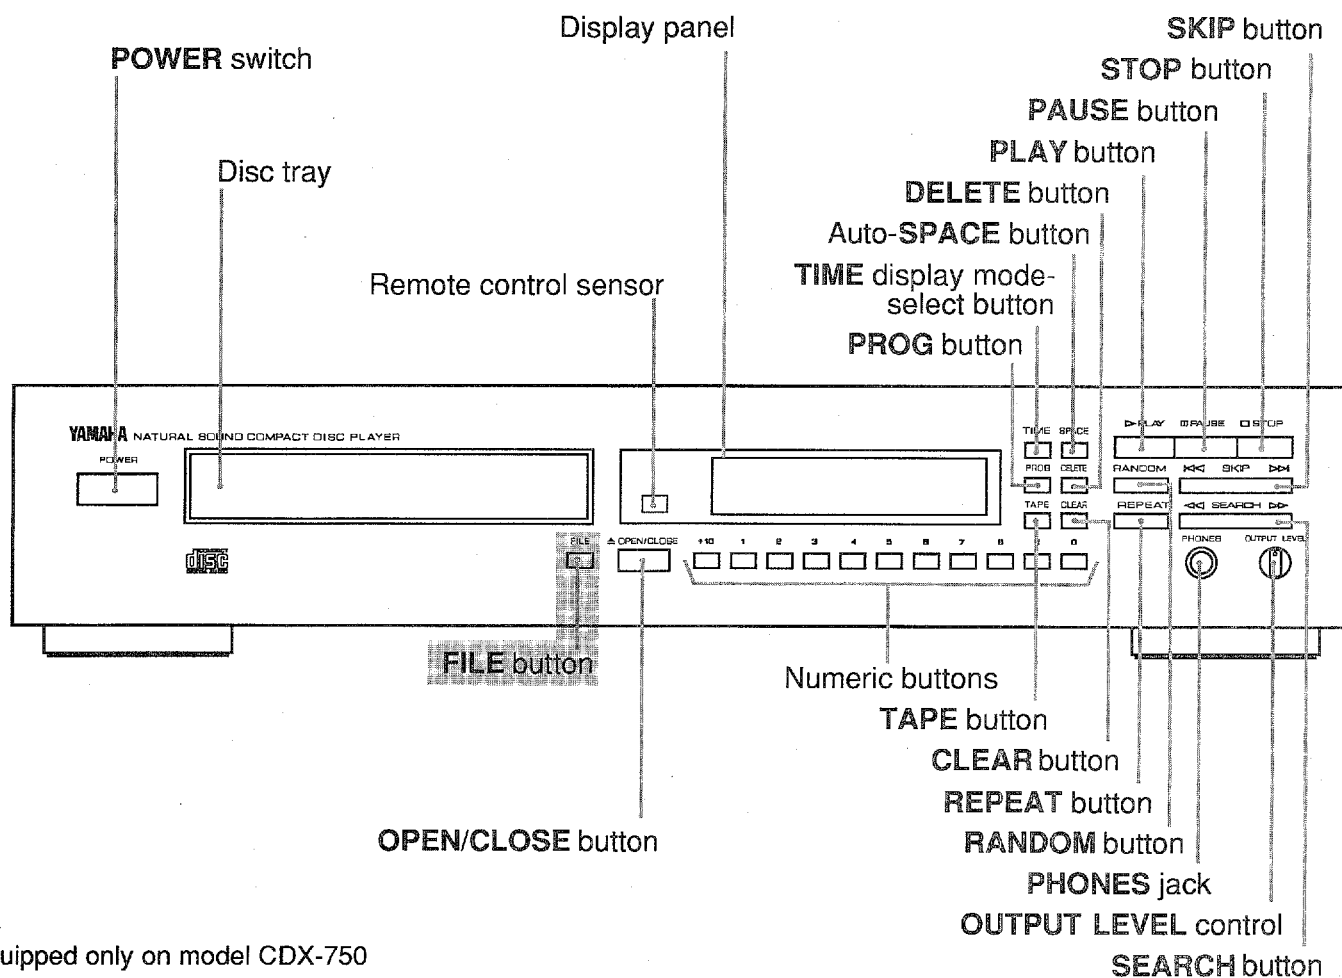 Display panel
SKIP button
POWER switch
STOP button
PAUSE button
PLAY button
Disc tray
DELETE button
Auto-SPACE button
TIME display mode-
select button
Remote control sensor
PROG button
YAMAHA NATURAL SOUND COMPACT DISC PLAYER
POWER
TIME SPACE
▷PLAY ▯▯PAUSE □STOP
PROG DELETE
RANDOM |◁◁ SKIP ▷▷|
TAPE CLEAR
REPEAT ◁◁ SEARCH ▷▷
disc
FILE
OPEN/CLOSE
+10 1 2 3 4 5 6 7 8 0
PHONES
OUTPUT LEVEL
FILE button
Numeric buttons
TAPE button
CLEAR button
REPEAT button
OPEN/CLOSE button
RANDOM button
PHONES jack
OUTPUT LEVEL control
uipped only on model CDX-750
SEARCH button